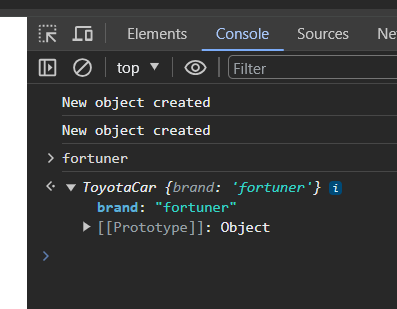 Elements Console Sources
top Filter
New object created
New object created
fortuner
ToyotaCar {brand: 'fortuner'} i
brand: "fortuner"
[[Prototype]]: Object